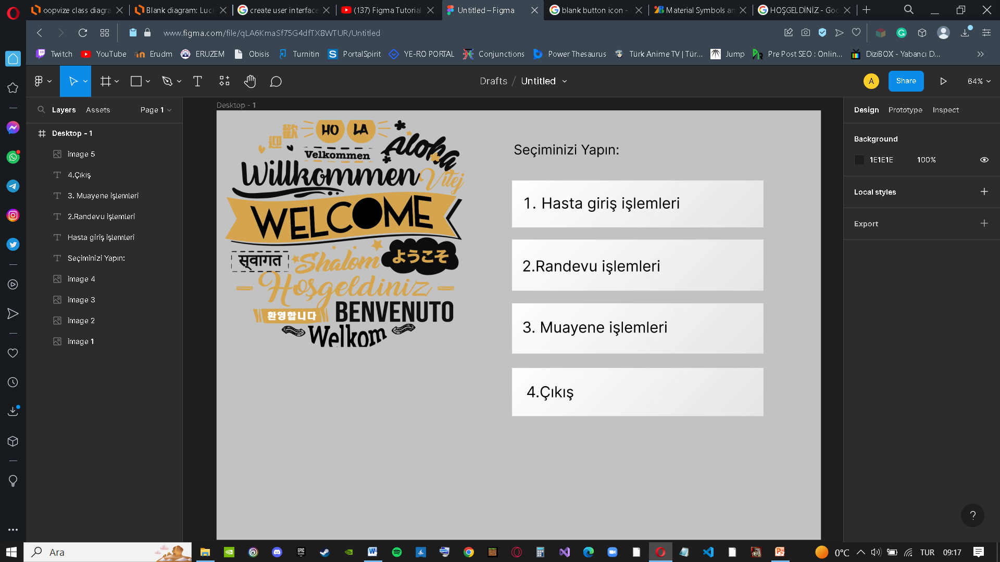 oopvize class diagra
Blank diagram: Luci
create user interface
(137) Figma Tutorial
Untitled – Figma
blank button icon -
Material Symbols an
HOŞGELDİNİZ - Goo
www.figma.com/file/qLA6KmaSf75G4dfTX8WTUR/Untitled
Twitch
YouTube
Erudm
ERUZEM
Obisis
Turnitin
PortalSpirit
YE-RO PORTAL
Conjunctions
Power Thesaurus
Türk Anime TV | Tür...
Jump
Pre Post SEO : Onlin...
DiziBOX - Yabancı D...
Drafts / Untitled
A
Share
64%
Layers
Assets
Page 1
Desktop - 1
image 5
4.Çıkış
3. Muayene işlemleri
2.Randevu işlemleri
Hasta giriş işlemleri
Seçiminizi Yapın:
image 4
image 3
image 2
image 1
Desktop - 1
歡
迎
HO LA
Aloha
Velkommen
Willkommen
Vítej
WELCOME
स्वागत
Shalom
ようこそ
Hoşgeldiniz
환영합니다
BENVENUTO
Welkom
Seçiminizi Yapın:
1. Hasta giriş işlemleri
2.Randevu işlemleri
3. Muayene işlemleri
4.Çıkış
Design
Prototype
Inspect
Background
1E1E1E
100%
Local styles
Export
?
Ara
EPIC GAMES
0°C
TUR
09:17